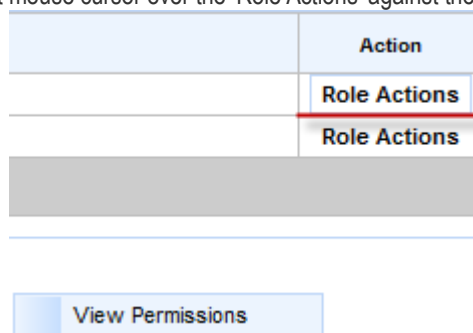 mouse cursor over the 'Role Actions' against the
Action
Role Actions
Role Actions
View Permissions